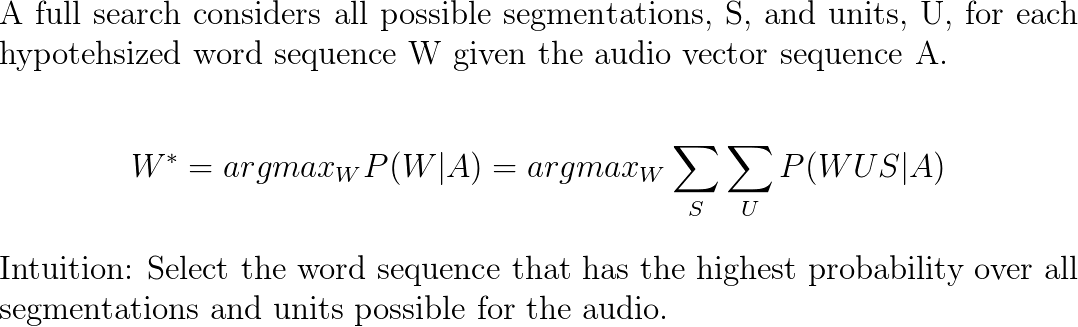 A full search considers all possible segmentations, S, and units, U, for each
hypotehsized word sequence W given the audio vector sequence A.
W* = argmax_W P(W|A) = argmax_W ∑_S ∑_U P(WUS|A)
Intuition: Select the word sequence that has the highest probability over all
segmentations and units possible for the audio.